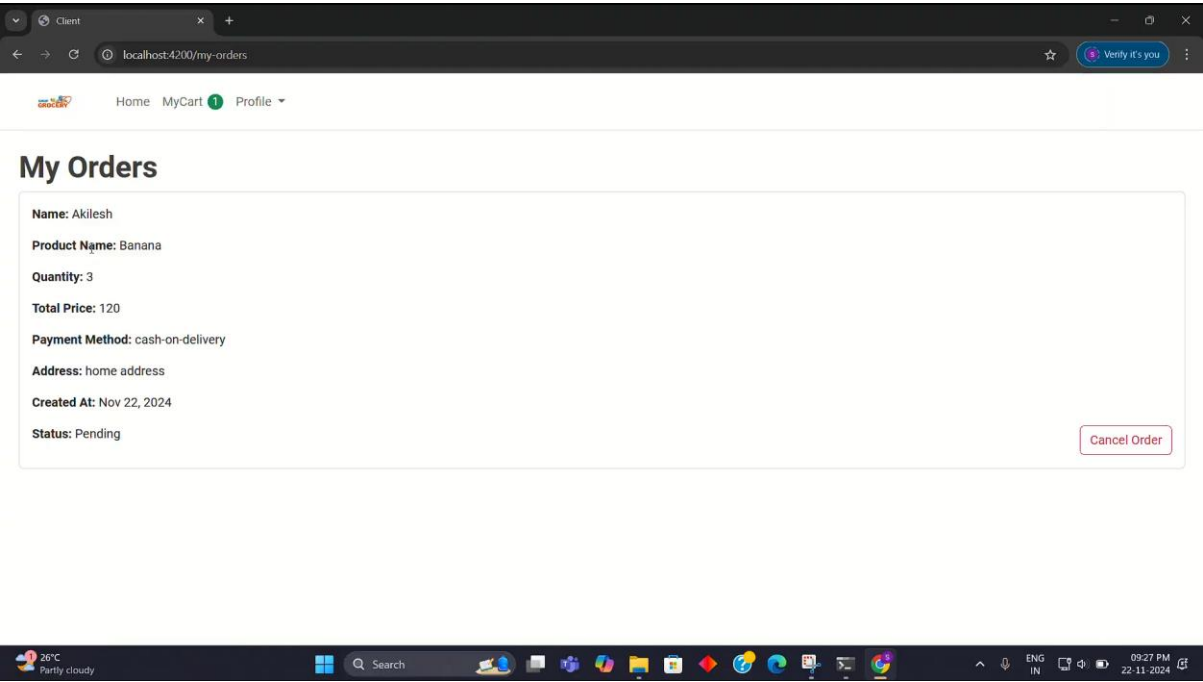 Client
localhost:4200/my-orders
S Verify it's you
GROCERY
Home MyCart 1 Profile
My Orders
Name: Akilesh
Product Name: Banana
Quantity: 3
Total Price: 120
Payment Method: cash-on-delivery
Address: home address
Created At: Nov 22, 2024
Status: Pending
Cancel Order
1 26°C
Partly cloudy
Search
ENG
IN
09:27 PM
22-11-2024